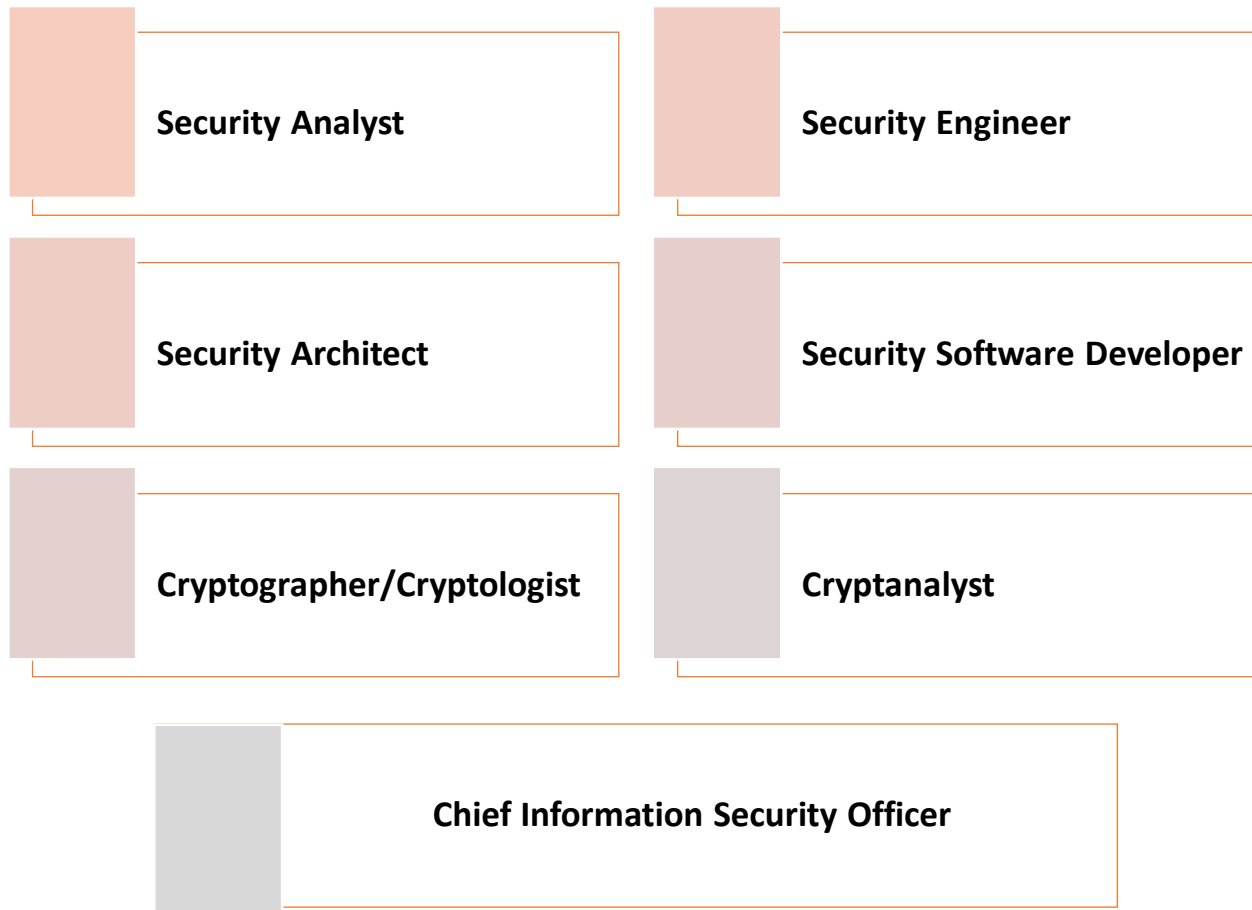 Security Analyst
Security Engineer
Security Architect
Security Software Developer
Cryptographer/Cryptologist
Cryptanalyst
Chief Information Security Officer